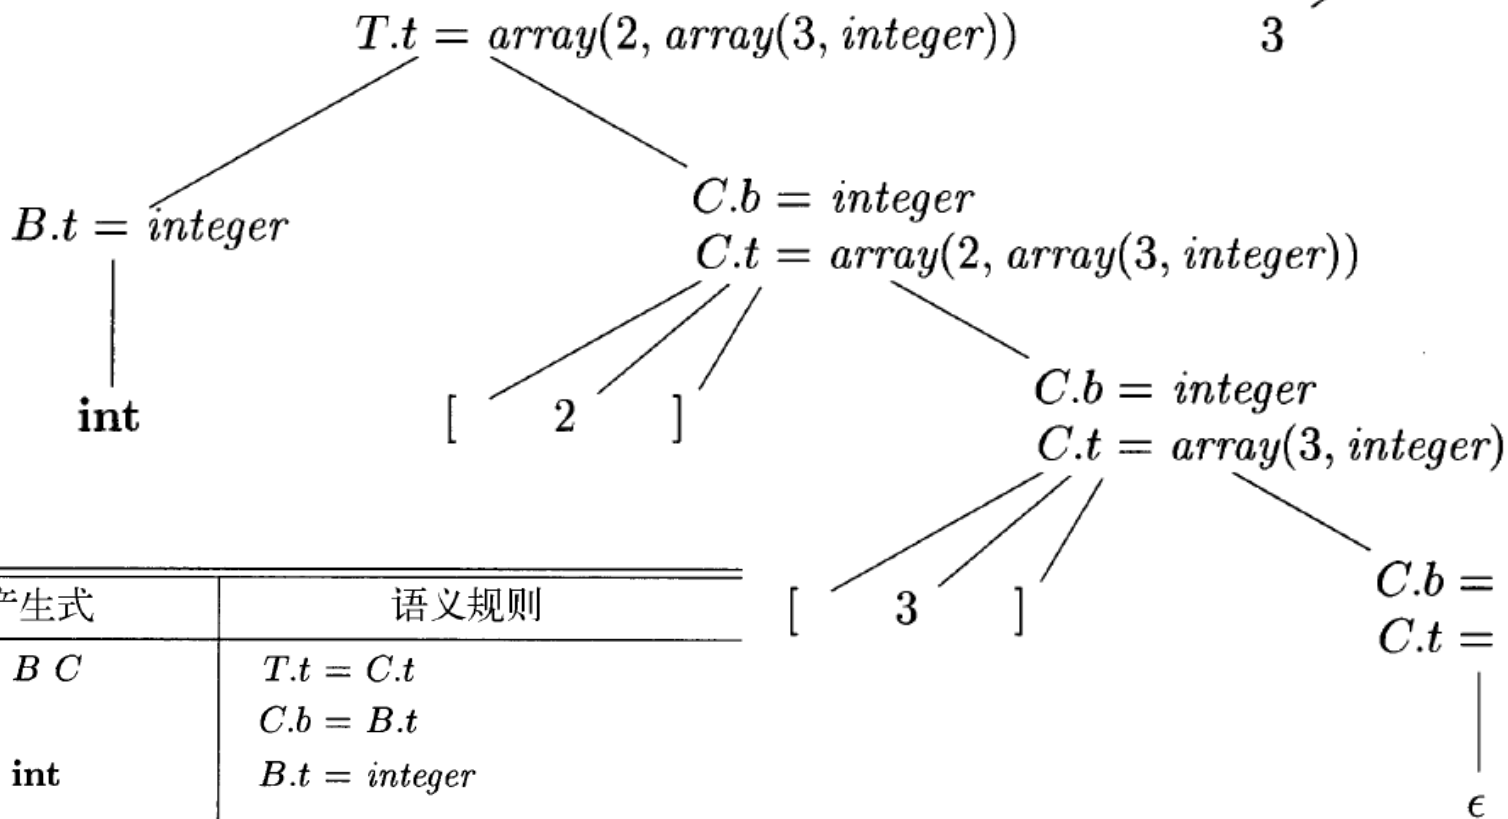 T.t = array(2, array(3, integer))
3
B.t = integer
C.b = integer
C.t = array(2, array(3, integer))
int
[ 2 ]
C.b = integer
C.t = array(3, integer)
[ 3 ]
C.b =
C.t =
ϵ
产生式 语义规则
B C T.t = C.t
C.b = B.t
int B.t = integer